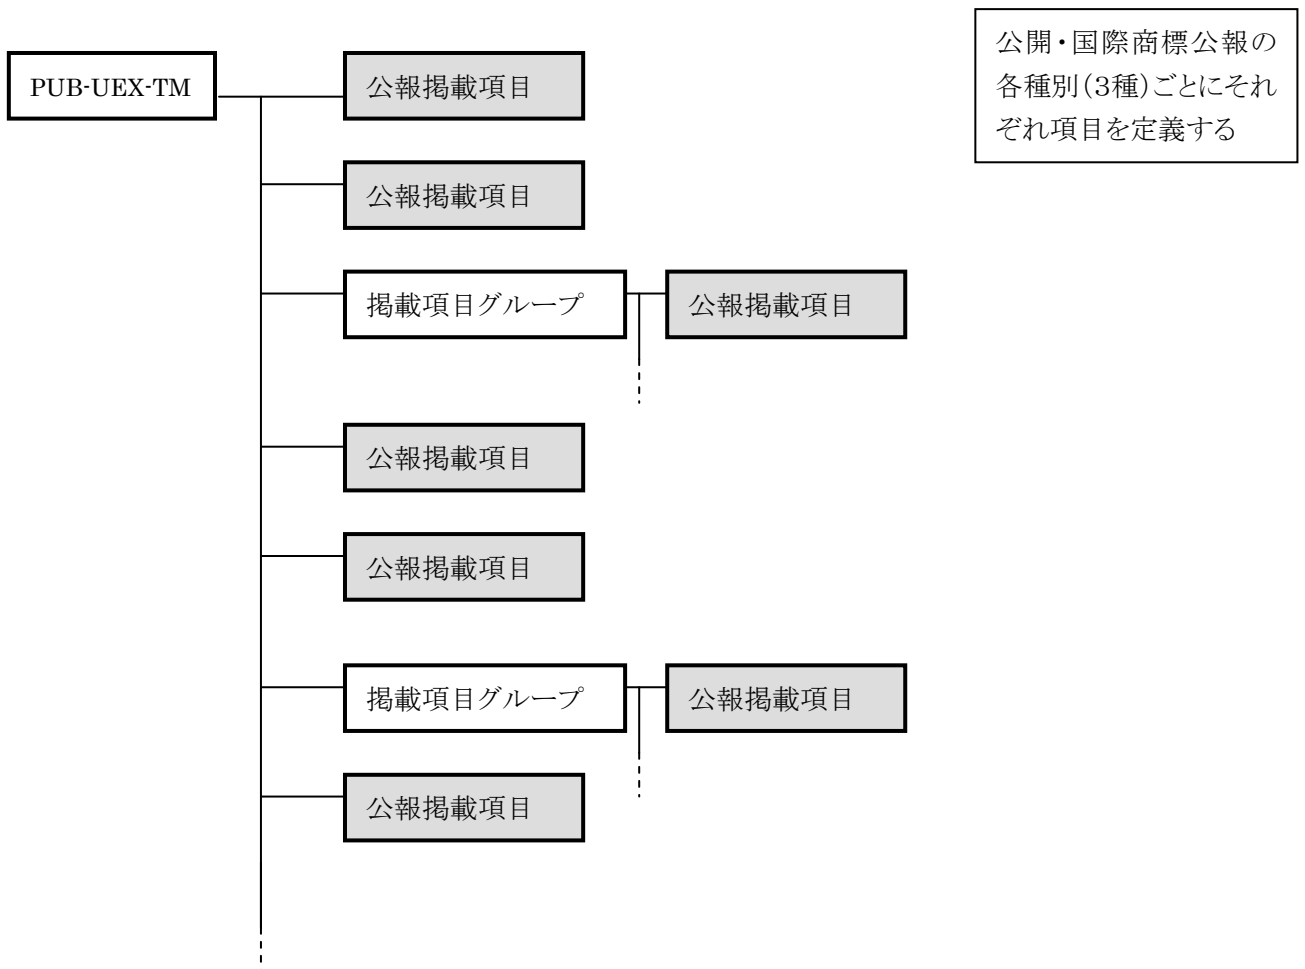 PUB-UEX-TM
公報掲載項目
公開・国際商標公報の
各種別(3種)ごとにそれ
ぞれ項目を定義する
公報掲載項目
掲載項目グループ
公報掲載項目
公報掲載項目
公報掲載項目
掲載項目グループ
公報掲載項目
公報掲載項目